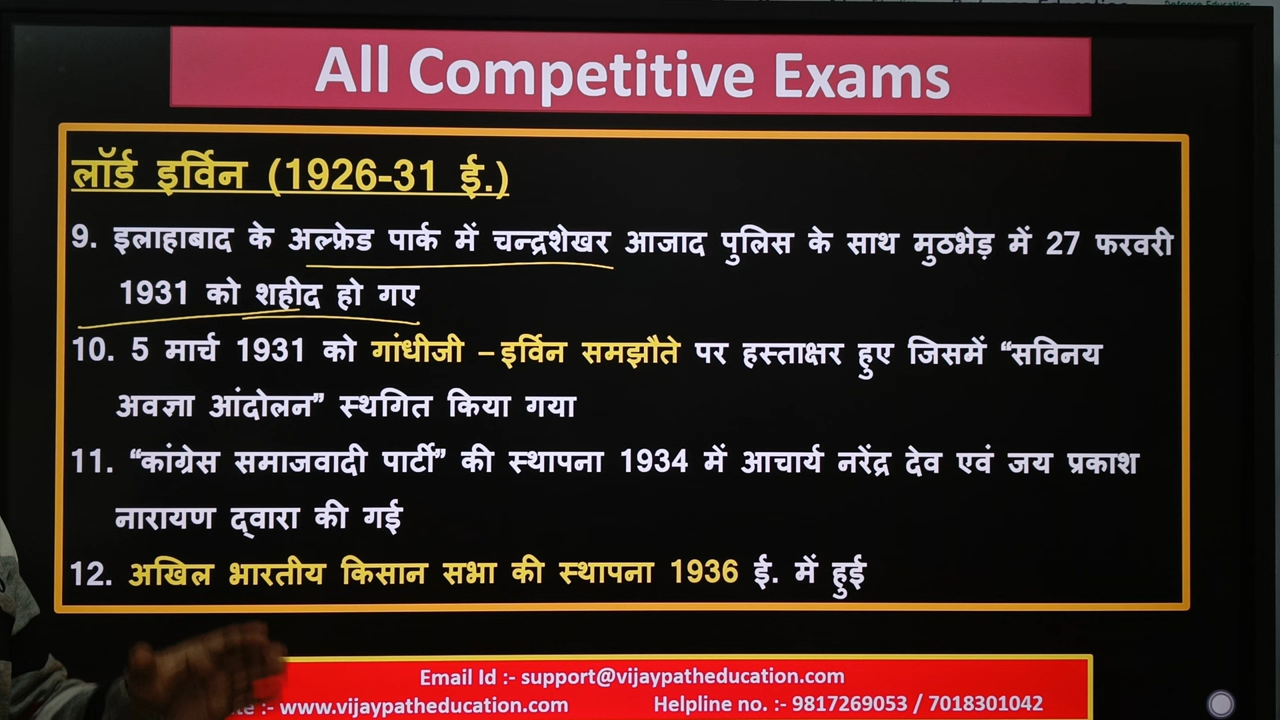 All Competitive Exams
लॉर्ड इर्विन (1926-31 ई.)
9. इलाहाबाद के अल्फ्रेड पार्क में चन्द्रशेखर आजाद पुलिस के साथ मुठभेड़ में 27 फरवरी
1931 को शहीद हो गए
10. 5 मार्च 1931 को गांधीजी – इर्विन समझौते पर हस्ताक्षर हुए जिसमें “सविनय
अवज्ञा आंदोलन” स्थगित किया गया
11. “कांग्रेस समाजवादी पार्टी” की स्थापना 1934 में आचार्य नरेंद्र देव एवं जय प्रकाश
नारायण द्वारा की गई
12. अखिल भारतीय किसान सभा की स्थापना 1936 ई. में हुई
Email Id :- support@vijaypatheducation.com
:- www.vijaypatheducation.com Helpline no. :- 9817269053 / 7018301042